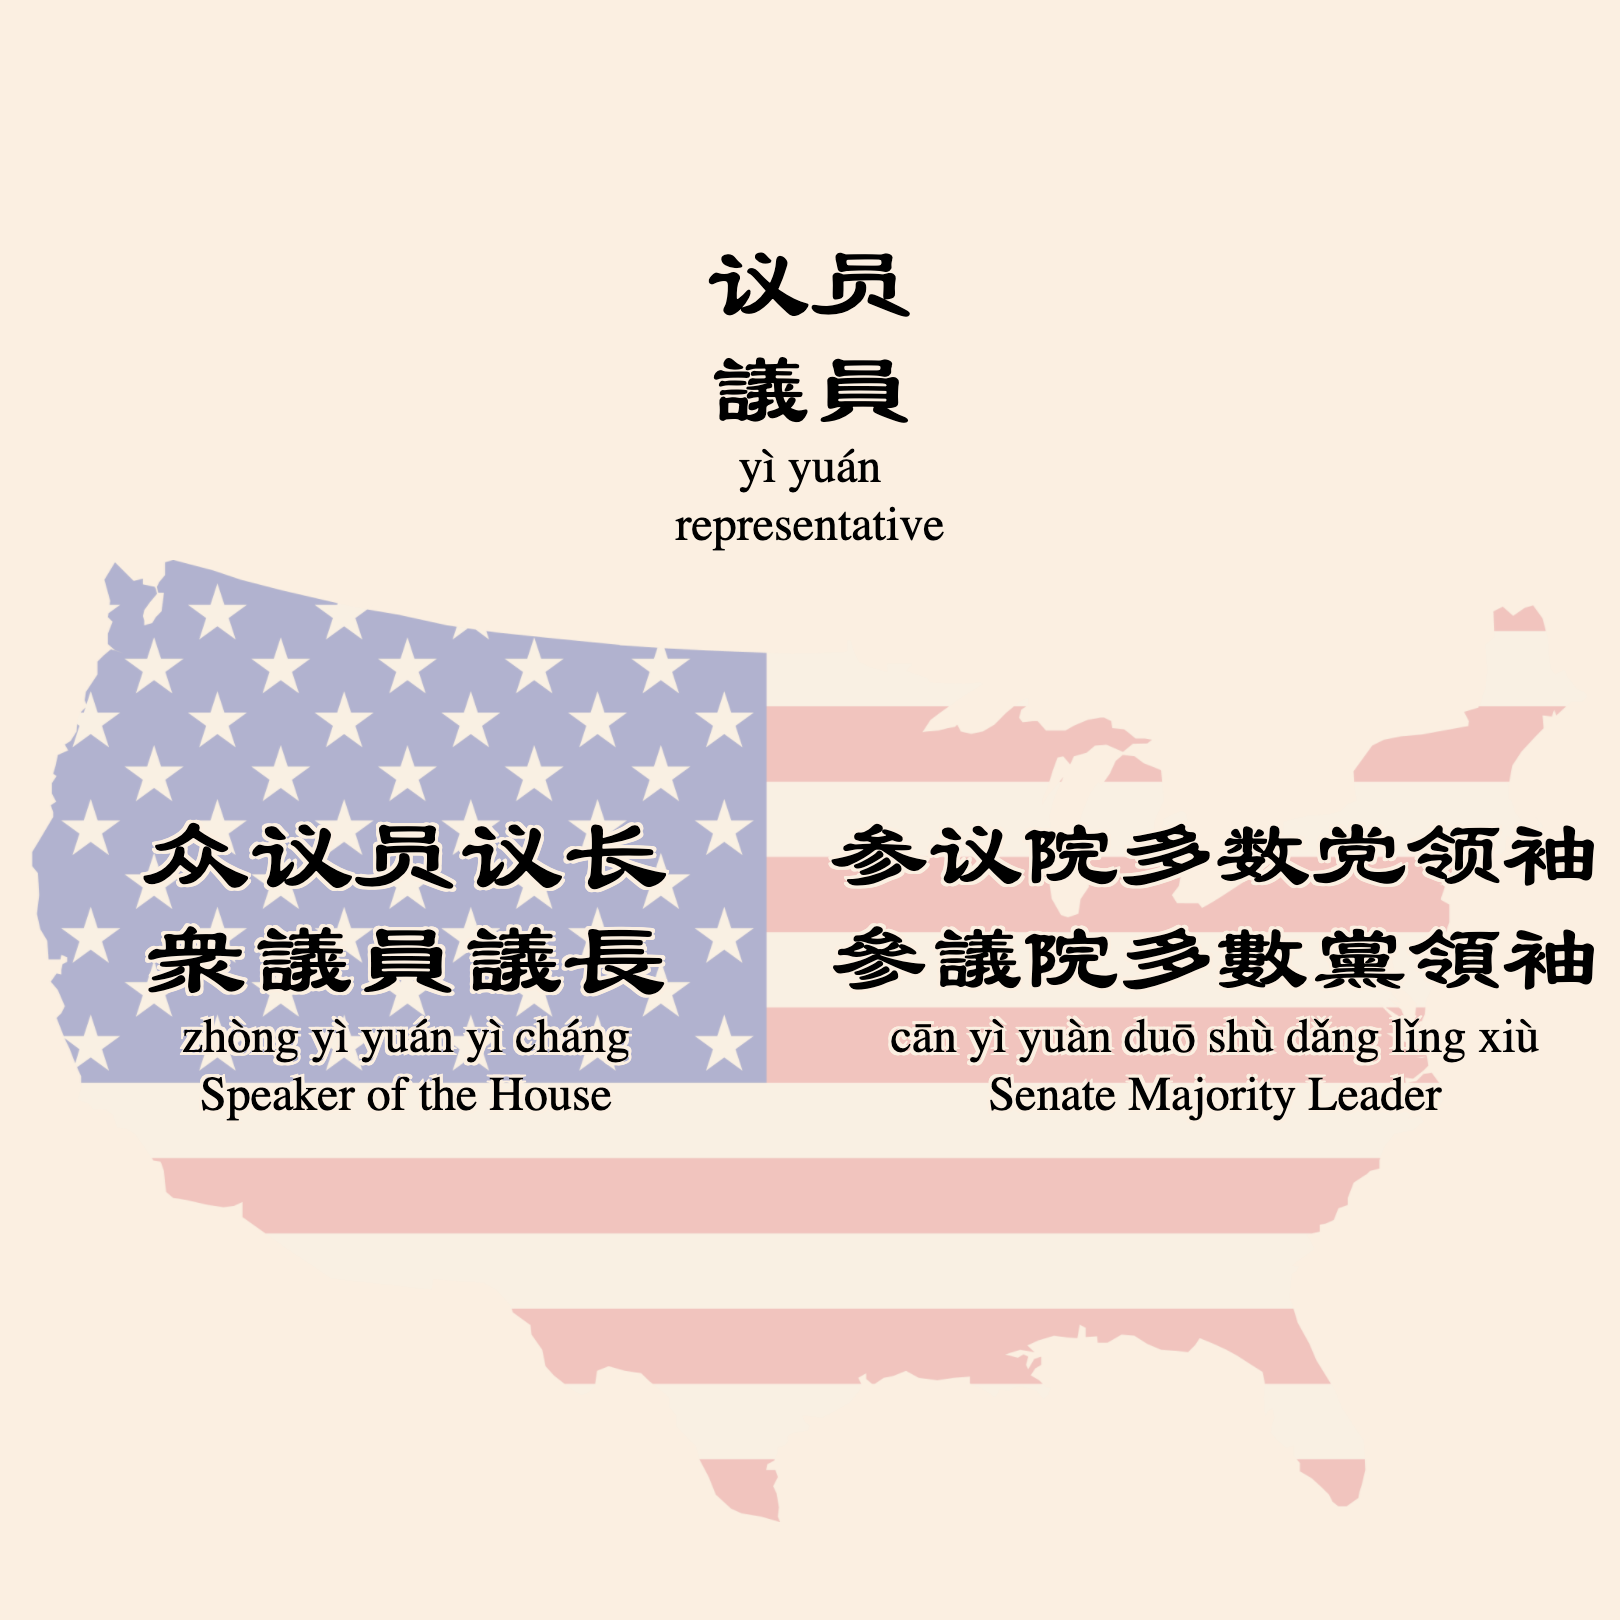 议员
議員
yì yuán
representative
众议员议长
衆議員議長
zhòng yì yuán yì cháng
Speaker of the House
参议院多数党领袖
參議院多數黨領袖
cān yì yuàn duō shù dǎng lǐng xiù
Senate Majority Leader